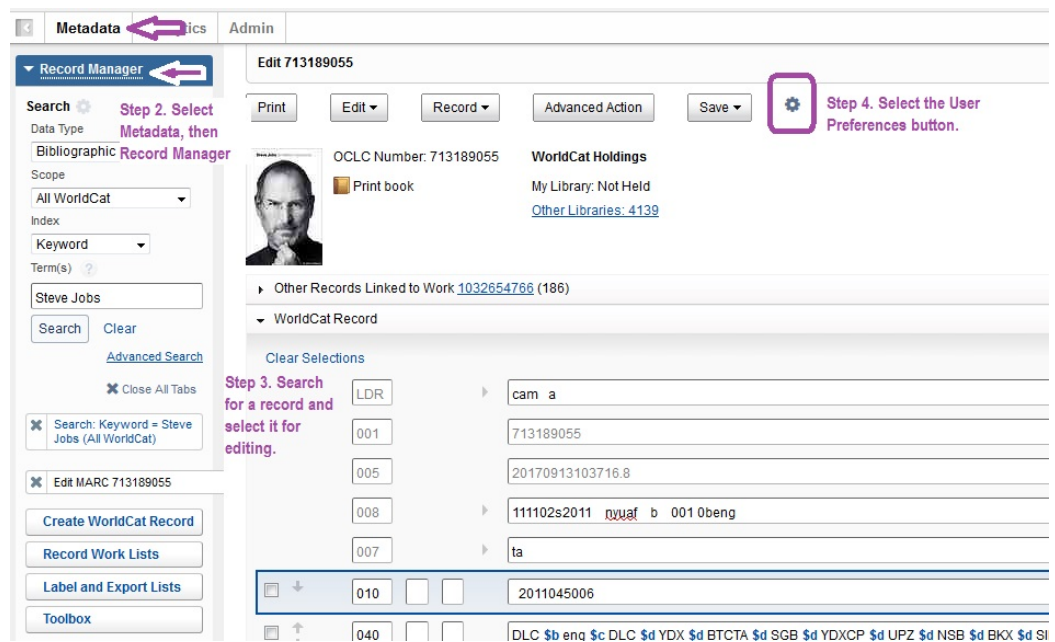 Metadata tics Admin
Record Manager
Search
Step 2. Select
Metadata, then
Record Manager
Data Type
Bibliographic
Scope
All WorldCat
Index
Keyword
Term(s) ?
Steve Jobs
Search Clear
Advanced Search
Close All Tabs
Search: Keyword = Steve
Jobs (All WorldCat)
Edit MARC 713189055
Create WorldCat Record
Record Work Lists
Label and Export Lists
Toolbox
Edit 713189055
Print Edit Record Advanced Action Save
Step 4. Select the User
Preferences button.
Steve Jobs
OCLC Number: 713189055
Print book
WorldCat Holdings
My Library: Not Held
Other Libraries: 4139
Other Records Linked to Work 1032654766 (186)
WorldCat Record
Clear Selections
Step 3. Search
for a record and
select it for
editing.
LDR cam a
001 713189055
005 20170913103716.8
008 111102s2011 nyuaf b 001 0beng
007 ta
010 2011045006
040 DLC $b eng $c DLC $d YDX $d BTCTA $d SGB $d YDXCP $d UPZ $d NSB $d BKX $d